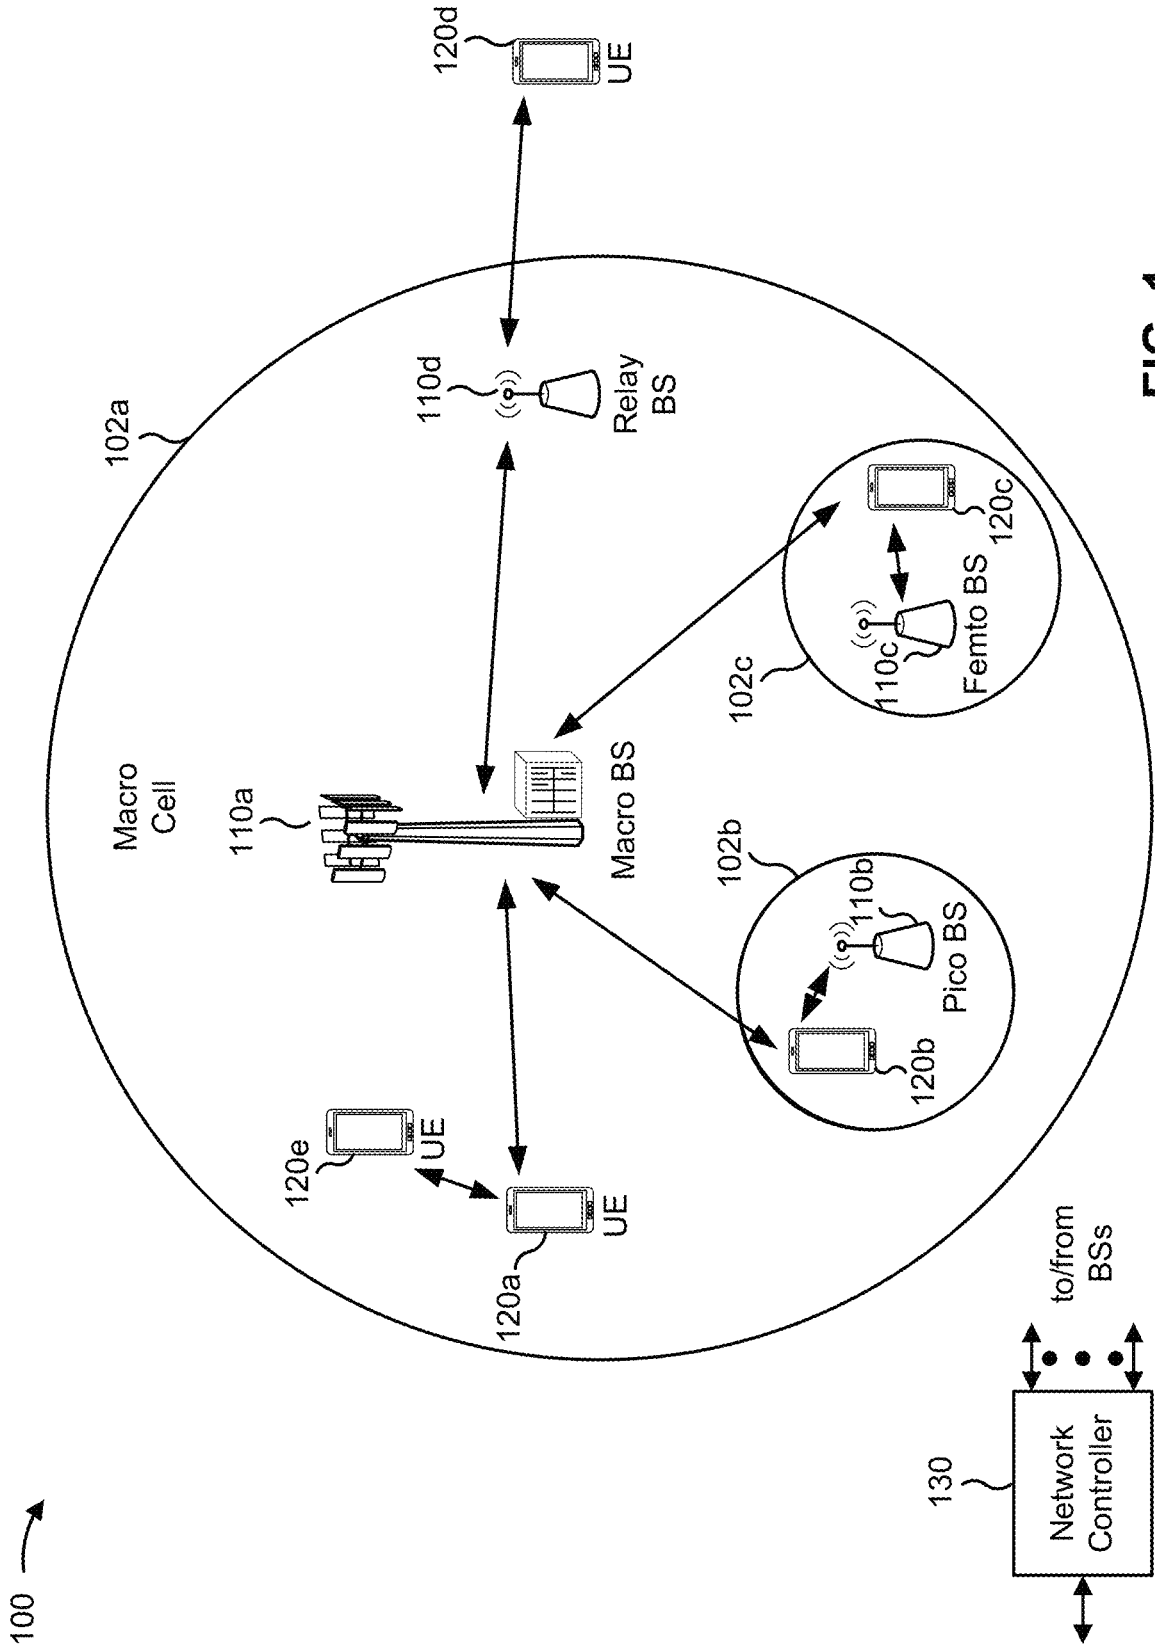 100
Macro
Cell
102a
110a
120e
UE
110d
120d
120a
UE
Macro BS
Relay
BS
UE
102b
102c
110b
110c
120b
Pico BS
Femto BS
120c
130
Network
Controller
to/from
BSs
FIG. 1